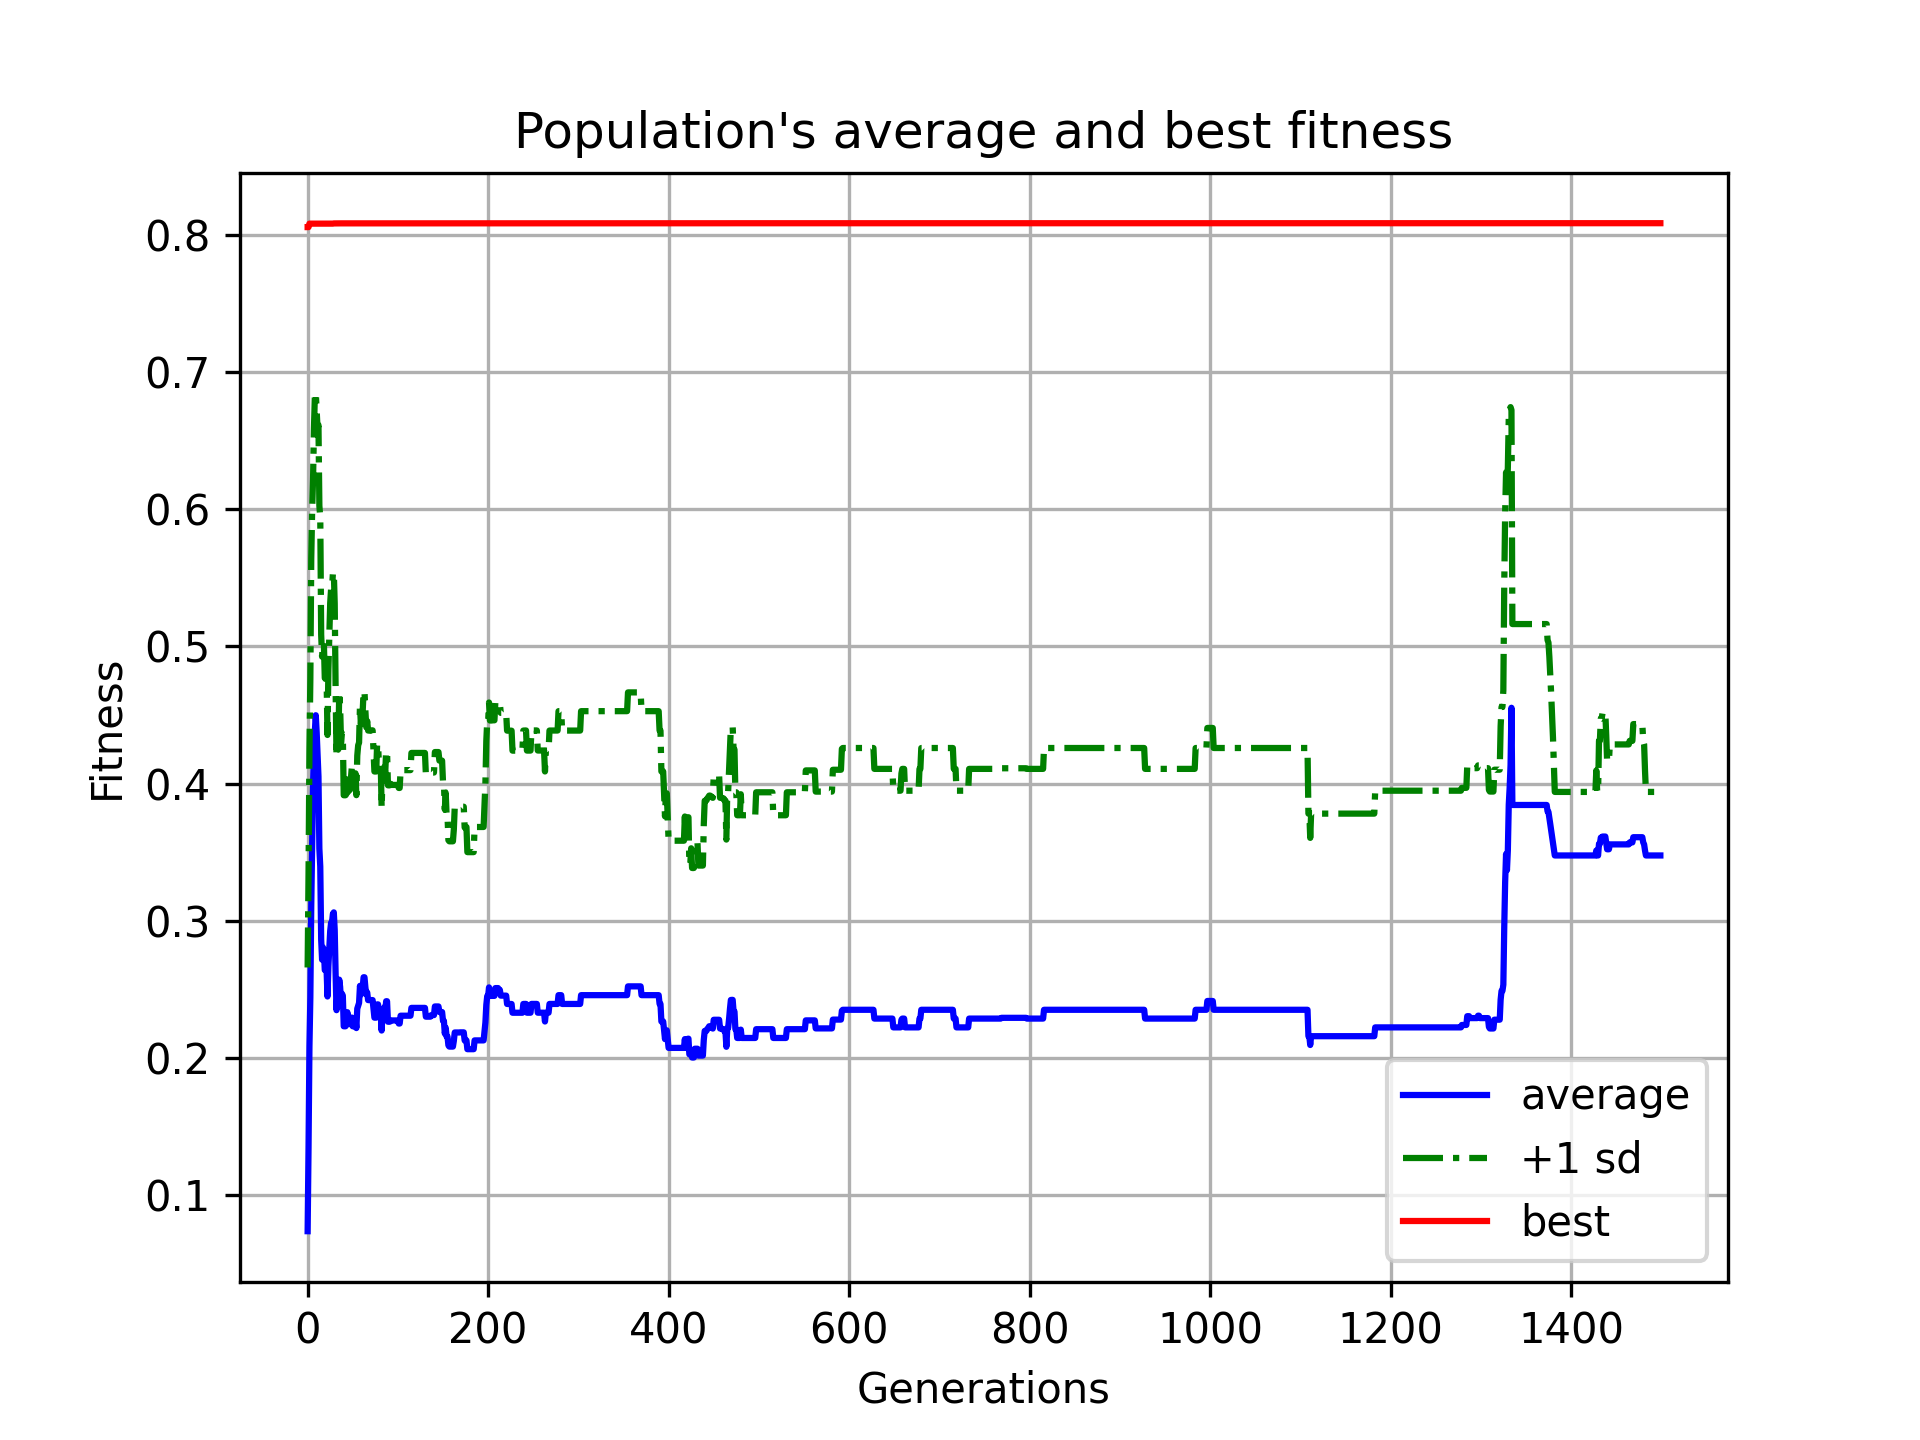 Population's average and best fitness
Fitness
0.8
0.7
0.6
0.5
0.4
0.3
0.2
0.1
0 200 400 600 800 1000 1200 1400
Generations
average
+1 sd
best